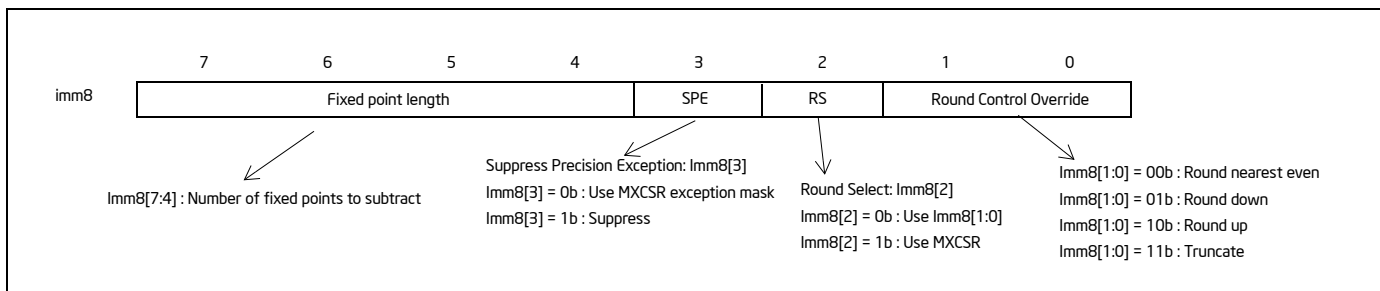 7 6 5 4 3 2 1 0
imm8 Fixed point length SPE RS Round Control Override
Imm8[7:4] : Number of fixed points to subtract
Suppress Precision Exception: Imm8[3]
Imm8[3] = 0b : Use MXCSR exception mask
Imm8[3] = 1b : Suppress
Round Select: Imm8[2]
Imm8[2] = 0b : Use Imm8[1:0]
Imm8[2] = 1b : Use MXCSR
Imm8[1:0] = 00b : Round nearest even
Imm8[1:0] = 01b : Round down
Imm8[1:0] = 10b : Round up
Imm8[1:0] = 11b : Truncate